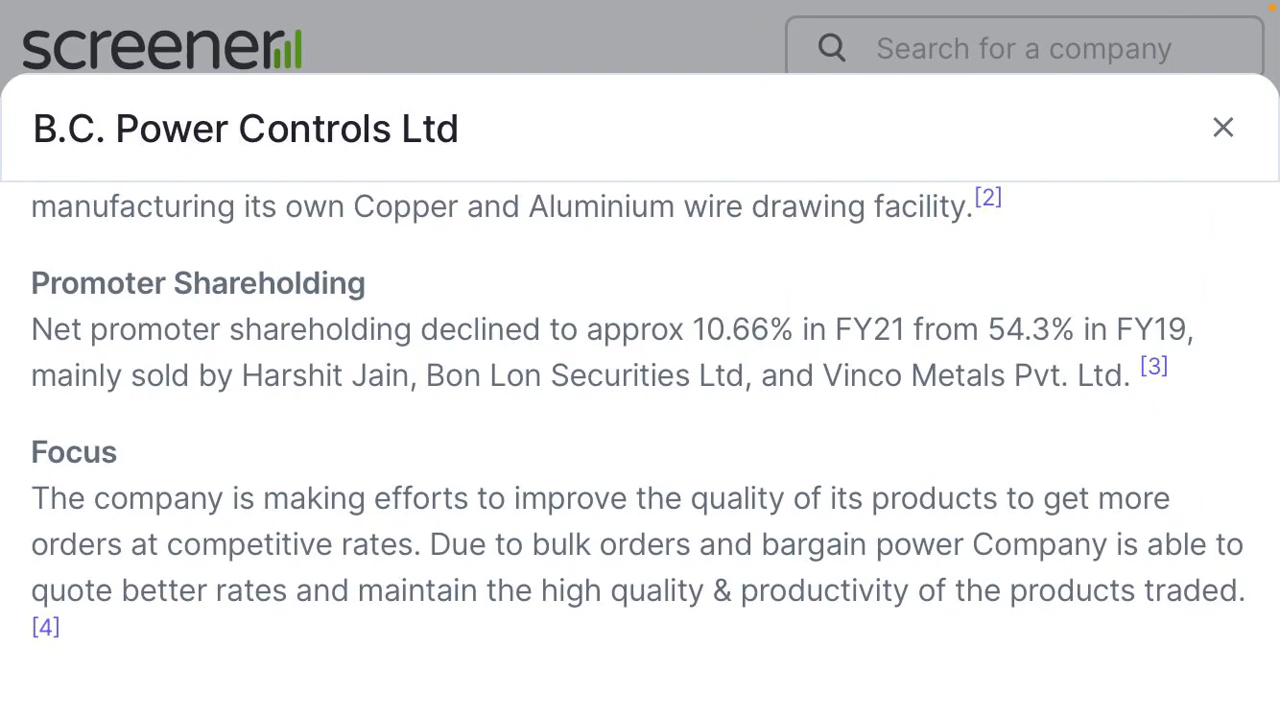 screener
Search for a company
B.C. Power Controls Ltd
manufacturing its own Copper and Aluminium wire drawing facility.[2]
Promoter Shareholding
Net promoter shareholding declined to approx 10.66% in FY21 from 54.3% in FY19,
mainly sold by Harshit Jain, Bon Lon Securities Ltd, and Vinco Metals Pvt. Ltd. [3]
Focus
The company is making efforts to improve the quality of its products to get more
orders at competitive rates. Due to bulk orders and bargain power Company is able to
quote better rates and maintain the high quality & productivity of the products traded.
[4]